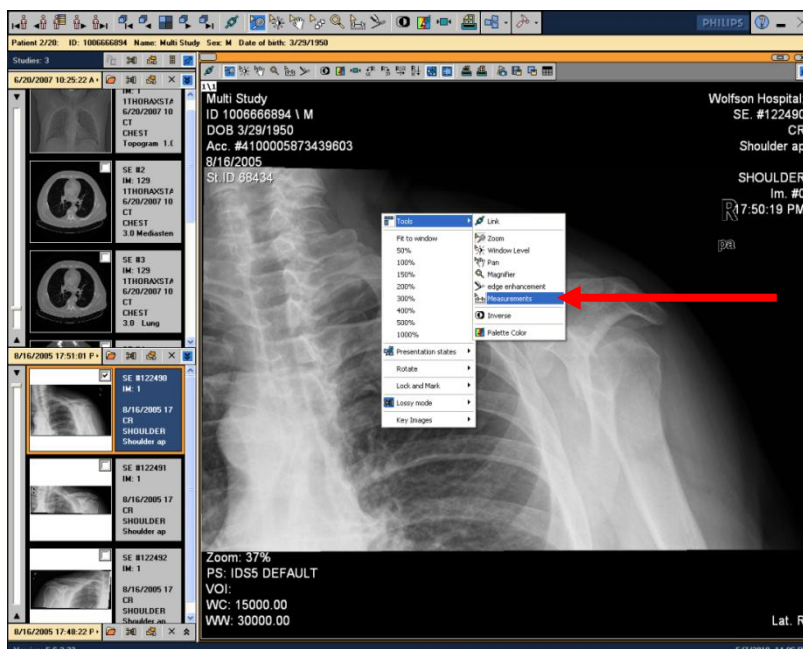 PHILIPS
Patient 2/20: ID: 1006666894 Name: Multi Study Sex: M Date of birth: 3/29/1950
Studies: 3
6/20/2007 10:25:22 A
IM: 1
1THORAXSTA
6/20/2007 10
CT
CHEST
Topogram 1.(
SE #2
IM: 129
1THORAXSTA
6/20/2007 10
CT
CHEST
3.0 Mediasten
SE #3
IM: 129
1THORAXSTA
6/20/2007 10
CT
CHEST
3.0 Lung
8/16/2005 17:51:01 P
SE #122490
IM: 1
8/16/2005 17
CR
SHOULDER
Shoulder ap
SE #122491
IM: 1
8/16/2005 17
CR
SHOULDER
Shoulder ap
SE #122492
IM: 1
8/16/2005 17
CR
SHOULDER
Shoulder ap
8/16/2005 17:48:22 P
1\1
Multi Study
ID 1006666894 \ M
DOB 3/29/1950
Acc. #4100005873439603
8/16/2005
St.ID 68434
Wolfson Hospital
SE. #122490
CR
Shoulder ap
SHOULDER
Im. #0
17:50:19 PM
R
pa
Tools
Fit to window
50%
100%
150%
200%
300%
400%
500%
1000%
Presentation states
Rotate
Lock and Mark
Lossy mode
Key Images
Link
Zoom
Window Level
Pan
Magnifier
edge enhancement
Measurements
Inverse
Palette Color
Zoom: 37%
PS: IDS5 DEFAULT
VOI:
WC: 15000.00
WW: 30000.00
Lat. R